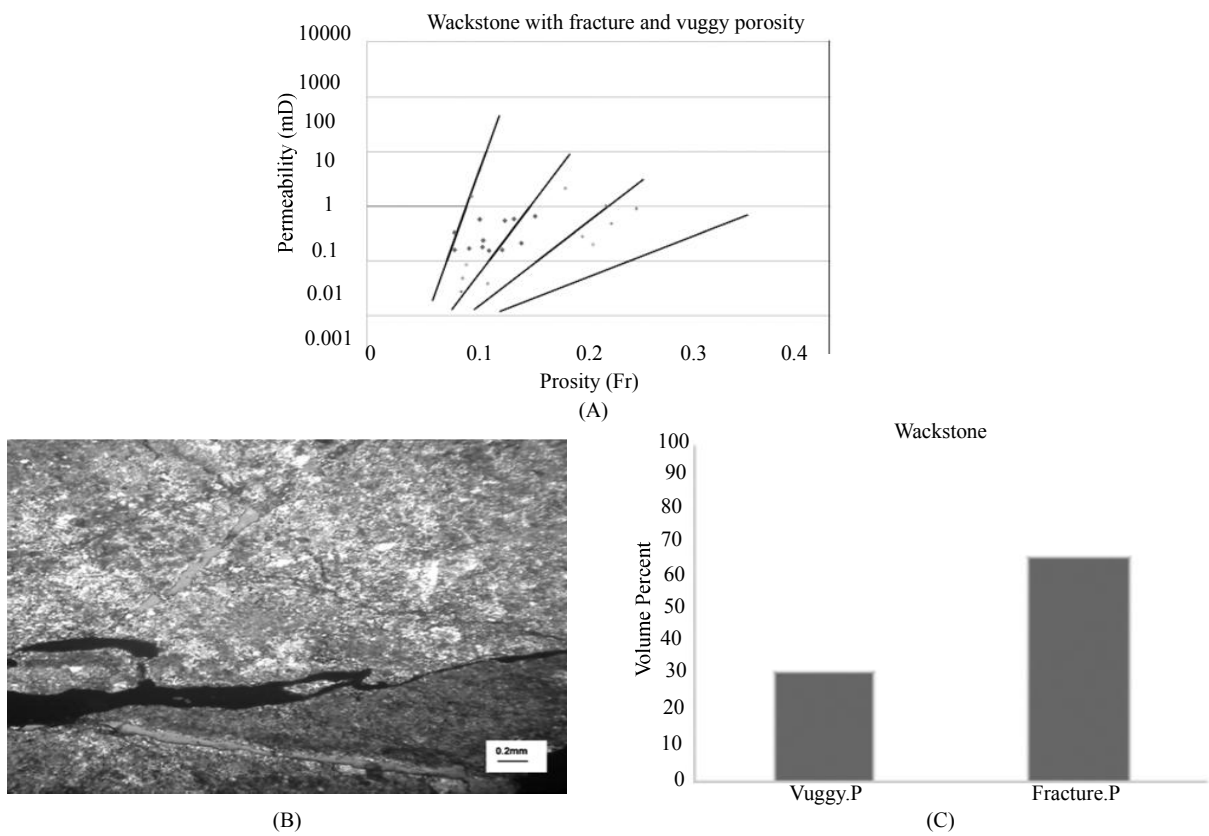 Wackstone with fracture and vuggy porosity
10000
1000
100
10
1
0.1
0.01
0.001
Permeability (mD)
0 0.1 0.2 0.3 0.4
Prosity (Fr)
(A)
0.2mm
(B)
Wackstone
100
90
80
70
60
50
40
30
20
10
0
Volume Percent
Vuggy.P Fracture.P
(C)